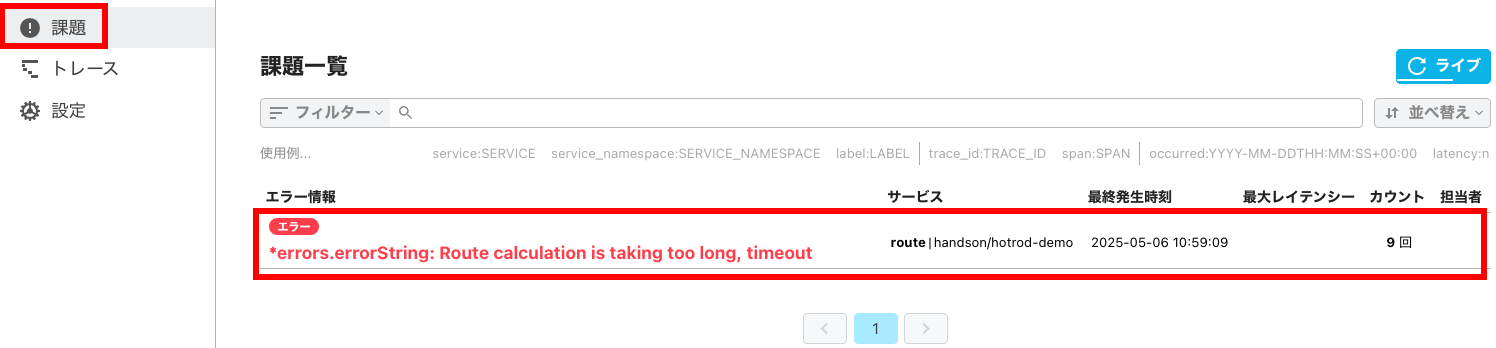 課題
トレース
設定
課題一覧
ライブ
フィルター
並べ替え
使用例... service:SERVICE service_namespace:SERVICE_NAMESPACE label:LABEL trace_id:TRACE_ID span:SPAN occurred:YYYY-MM-DDTHH:MM:SS+00:00 latency:n
エラー情報 サービス 最終発生時刻 最大レイテンシー カウント 担当者
エラー
*errors.errorString: Route calculation is taking too long, timeout
route|handson/hotrod-demo 2025-05-06 10:59:09 9 回
1